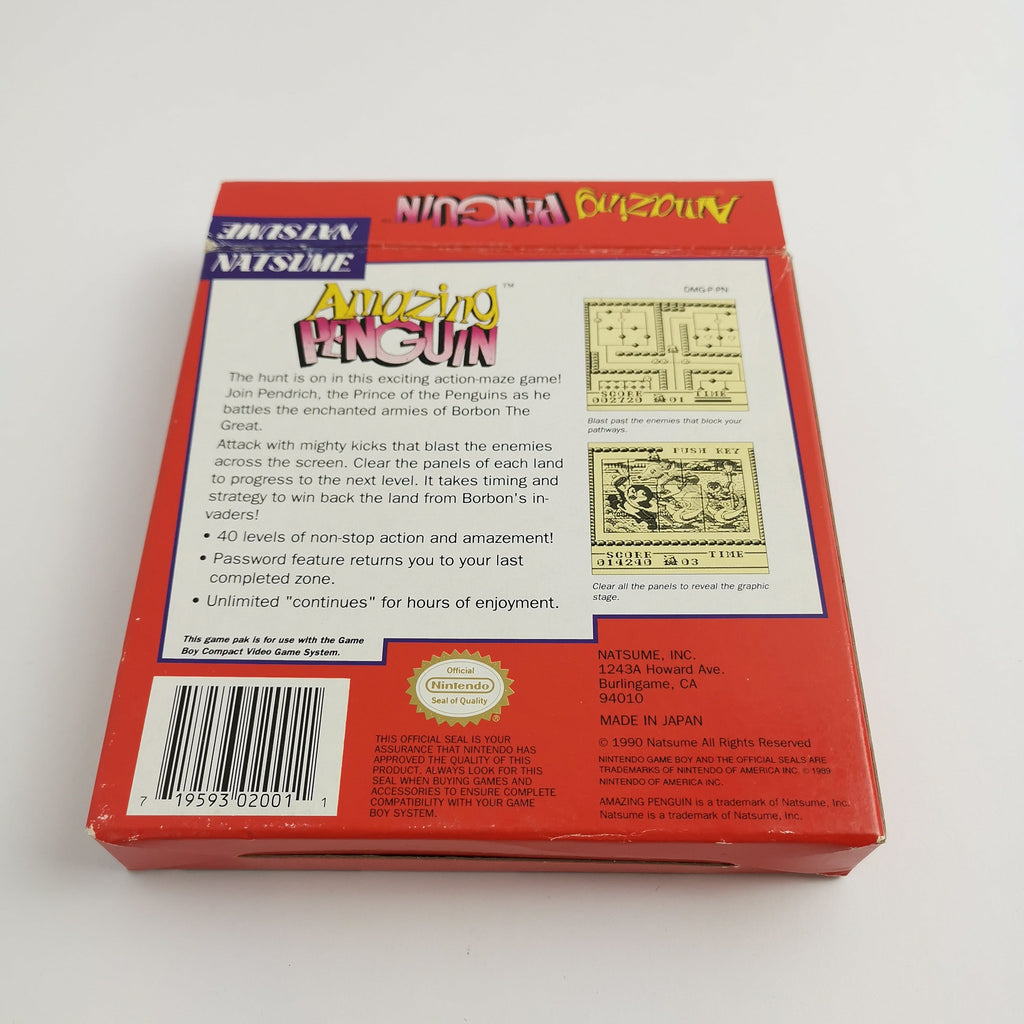 Amazing PENGUIN
NATSUME
NATSUME
Amazing™
PENGUIN
The hunt is on in this exciting action-maze game!
Join Pendrich, the Prince of the Penguins as he
battles the enchanted armies of Borbon The
Great.
Attack with mighty kicks that blast the enemies
across the screen. Clear the panels of each land
to progress to the next level. It takes timing and
strategy to win back the land from Borbon's in-
vaders!
• 40 levels of non-stop action and amazement!
• Password feature returns you to your last
completed zone.
• Unlimited "continues" for hours of enjoyment.
This game pak is for use with the Game
Boy Compact Video Game System.
DMG-P-PN
SCORE TIME
002720 01
Blast past the enemies that block your
pathways.
PUSH KEY
SCORE TIME
014240 03
Clear all the panels to reveal the graphic
stage.
7 19593 02001 1
Official
Nintendo
Seal of Quality
®
THIS OFFICIAL SEAL IS YOUR
ASSURANCE THAT NINTENDO HAS
APPROVED THE QUALITY OF THIS
PRODUCT. ALWAYS LOOK FOR THIS
SEAL WHEN BUYING GAMES AND
ACCESSORIES TO ENSURE COMPLETE
COMPATIBILITY WITH YOUR GAME
BOY SYSTEM.
NATSUME, INC.
1243A Howard Ave.
Burlingame, CA
94010
MADE IN JAPAN
© 1990 Natsume All Rights Reserved
NINTENDO GAME BOY AND THE OFFICIAL SEALS ARE
TRADEMARKS OF NINTENDO OF AMERICA INC. © 1989
NINTENDO OF AMERICA INC.
AMAZING PENGUIN is a trademark of Natsume, Inc.
Natsume is a trademark of Natsume, Inc.